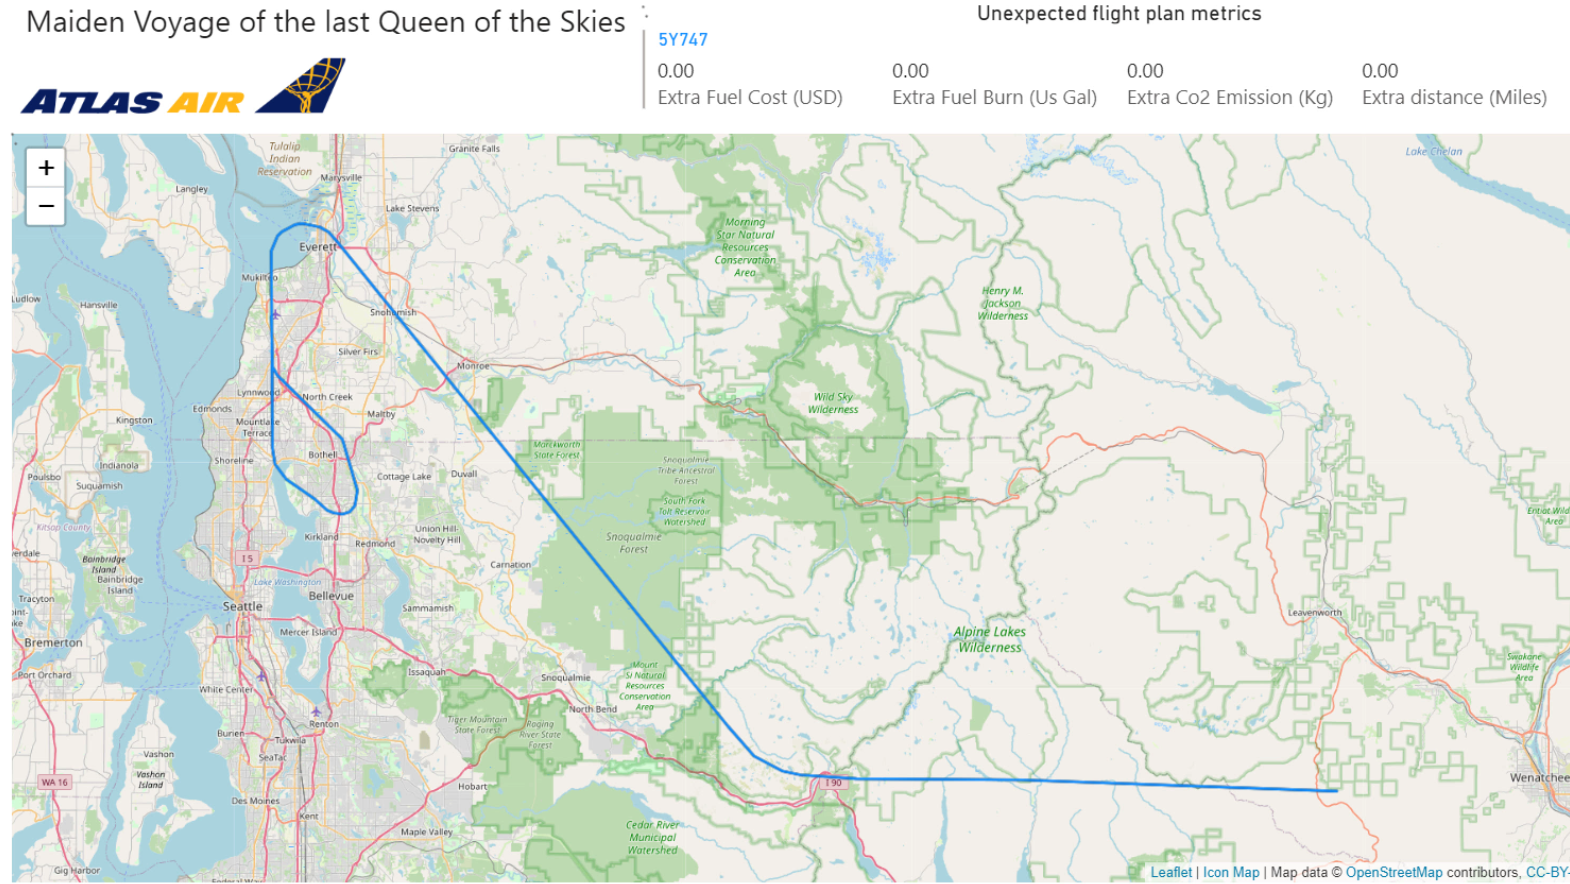 Maiden Voyage of the last Queen of the Skies
ATLAS AIR
Unexpected flight plan metrics
5Y747
0.00
Extra Fuel Cost (USD)
0.00
Extra Fuel Burn (Us Gal)
0.00
Extra Co2 Emission (Kg)
0.00
Extra distance (Miles)
+
−
Tulalip
Indian
Reservation
Granite Falls
Marysville
Langley
Lake Stevens
Lake Chelan
Morning
Star Natural
Resources
Conservation
Area
Everett
Mukilteo
Ludlow
Hansville
Snohomish
Henry M.
Jackson
Wilderness
Silver Firs
Monroe
Lynnwood
North Creek
Edmonds
Maltby
Wild Sky
Wilderness
Kingston
Mountlake
Terrace
Bothell
Shoreline
Marckworth
State Forest
Indianola
Poulsbo
Suquamish
Cottage Lake
Duvall
Snoqualmie
Tribe Ancestral
Forest
South Fork
Tolt Reservoir
Watershed
Kitsap County
Union Hill-
Novelty Hill
Kirkland
Redmond
Snoqualmie
Forest
Bainbridge
Island
Bainbridge
Island
I 5
Carnation
Lake Washington
Tracyton
Seattle
Bellevue
Sammamish
Leavenworth
Bremerton
Mercer Island
Alpine Lakes
Wilderness
Port Orchard
Issaquah
Snoqualmie
Mount
Si Natural
Resources
Conservation
Area
White Center
North Bend
Swakane
Wildlife
Area
Renton
Tiger Mountain
State Forest
Raging
River State
Forest
Burien
Tukwila
SeaTac
Vashon
Vashon
Island
WA 16
I 90
Wenatchee
Hobart
Des Moines
Kent
Maple Valley
Cedar River
Municipal
Watershed
Gig Harbor
Leaflet | Icon Map | Map data © OpenStreetMap contributors, CC-BY-